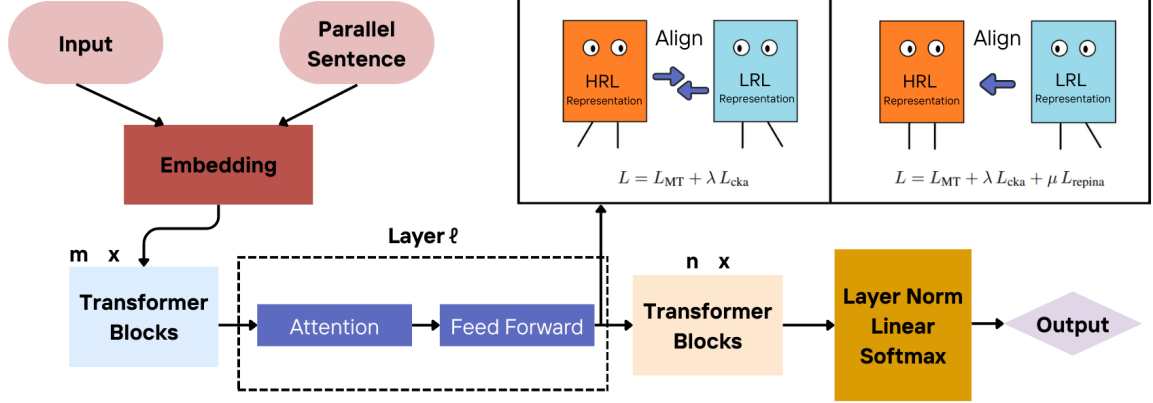 Input
Parallel
Sentence
Embedding
m x
Transformer
Blocks
Layer ℓ
Attention
Feed Forward
HRL
Representation
Align
LRL
Representation
L = L_MT + λ L_cka
HRL
Representation
Align
LRL
Representation
L = L_MT + λ L_cka + μ L_repina
n x
Transformer
Blocks
Layer Norm
Linear
Softmax
Output